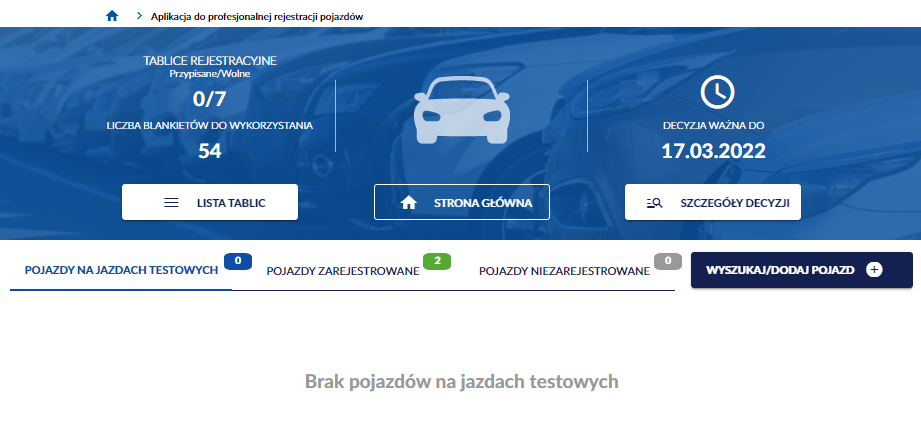 Aplikacja do profesjonalnej rejestracji pojazdów
TABLICE REJESTRACYJNE
Przypisane/Wolne
0/7
LICZBA BLANKIETÓW DO WYKORZYSTANIA
54
DECYZJA WAŻNA DO
17.03.2022
LISTA TABLIC
STRONA GŁÓWNA
SZCZEGÓŁY DECYZJI
POJAZDY NA JAZDACH TESTOWYCH 0
POJAZDY ZAREJESTROWANE 2
POJAZDY NIEZAREJESTROWANE 0
WYSZUKAJ/DODAJ POJAZD
Brak pojazdów na jazdach testowych